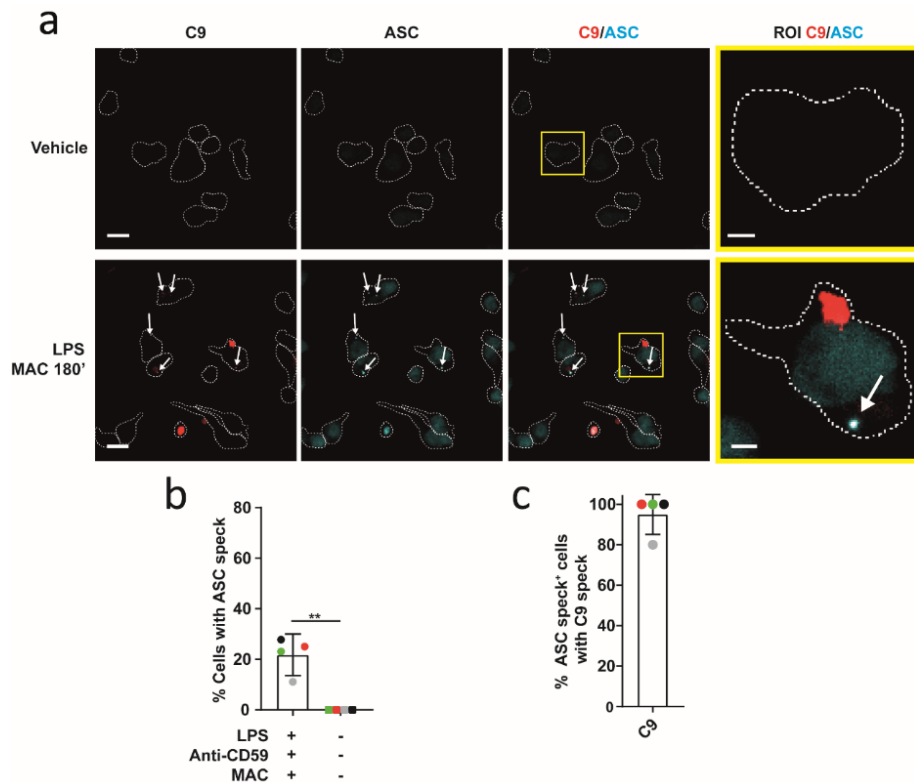 a
C9 ASC C9/ASC ROI C9/ASC
Vehicle
LPS
MAC 180'
b
% Cells with ASC speck
80
60
40
20
0
**
LPS + -
Anti-CD59 + -
MAC + -
c
% ASC speck⁺ cells
with C9 speck
100
80
60
40
20
0
C9